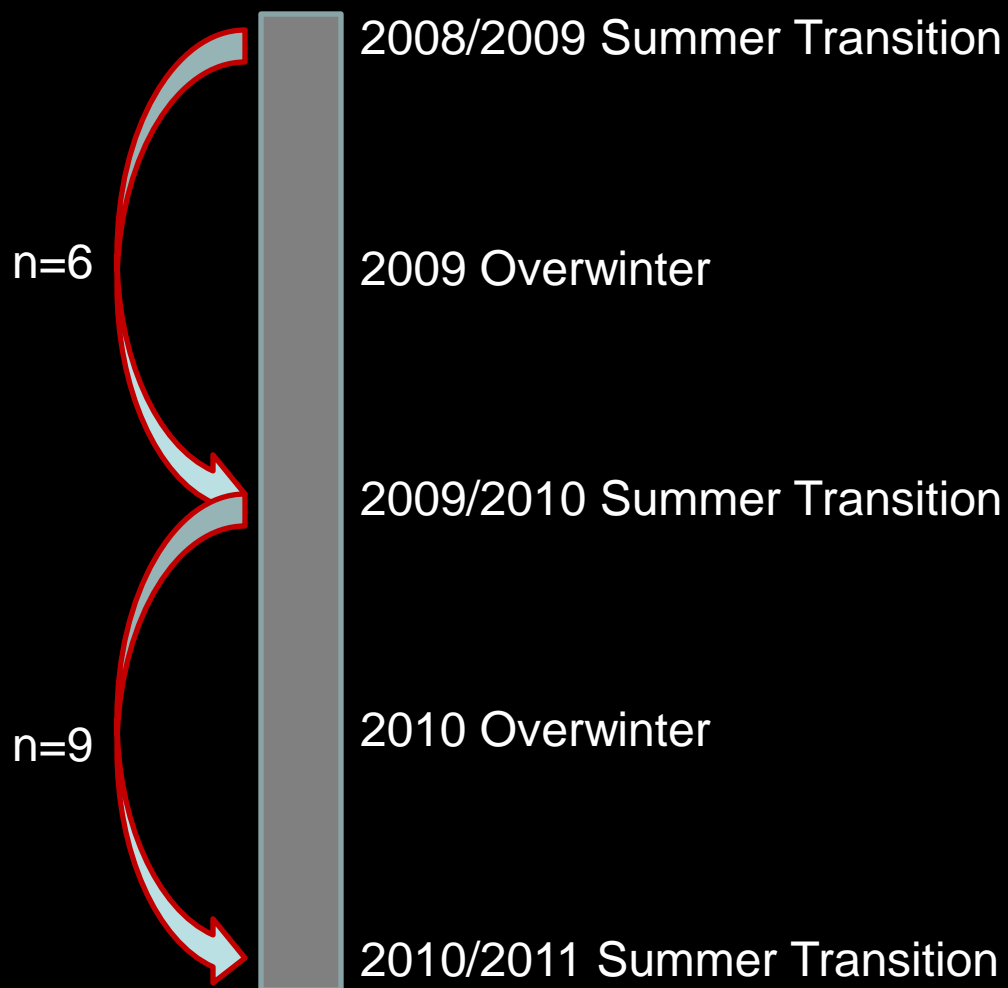 2008/2009 Summer Transition
n=6
2009 Overwinter
2009/2010 Summer Transition
n=9
2010 Overwinter
2010/2011 Summer Transition